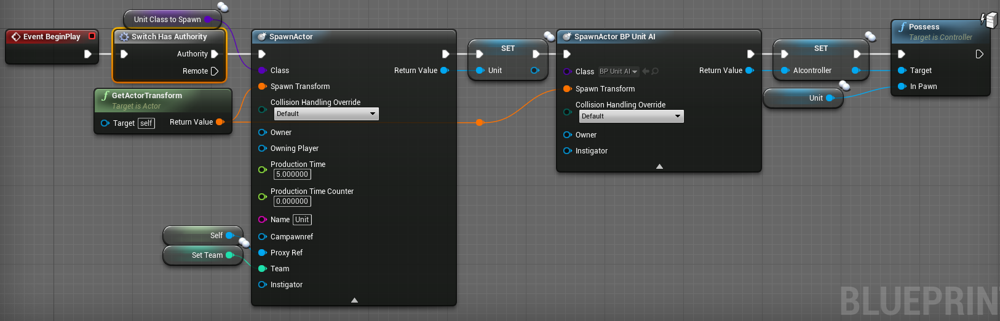 Unit Class to Spawn
Event BeginPlay
Switch Has Authority
Authority
Remote
GetActorTransform
Target is Actor
Target self
Return Value
Self
Set Team
SpawnActor
Class
Return Value
Spawn Transform
Collision Handling Override
Default
Owner
Owning Player
Production Time
5.000000
Production Time Counter
0.000000
Name Unit
Campawnref
Proxy Ref
Team
Instigator
SET
Unit
SpawnActor BP Unit AI
Class BP Unit AI
Return Value
Spawn Transform
Collision Handling Override
Default
Owner
Instigator
SET
AIcontroller
Unit
Possess
Target is Controller
Target
In Pawn
BLUEPRIN